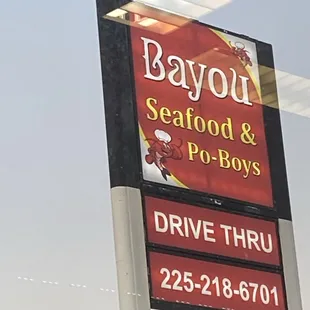 Bayou
Seafood &
Po-Boys
DRIVE THRU
225-218-6701